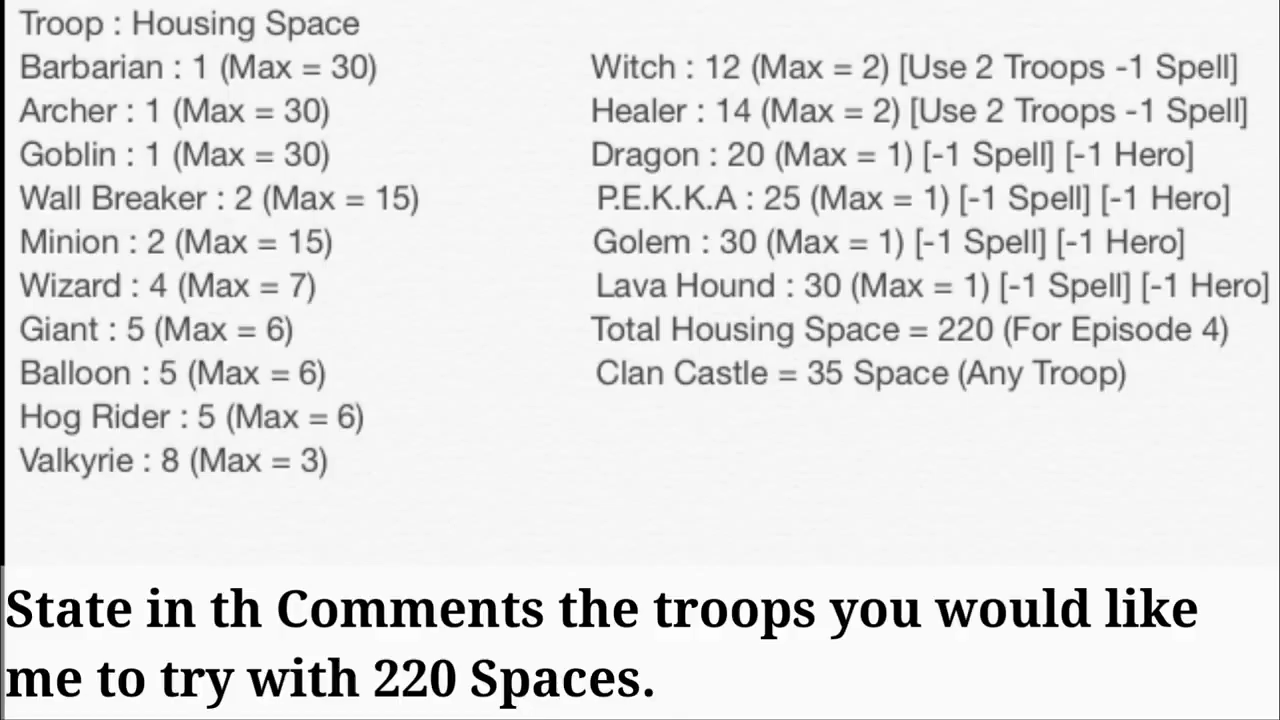 Troop : Housing Space
Barbarian : 1 (Max = 30)
Archer : 1 (Max = 30)
Goblin : 1 (Max = 30)
Wall Breaker : 2 (Max = 15)
Minion : 2 (Max = 15)
Wizard : 4 (Max = 7)
Giant : 5 (Max = 6)
Balloon : 5 (Max = 6)
Hog Rider : 5 (Max = 6)
Valkyrie : 8 (Max = 3)
Witch : 12 (Max = 2) [Use 2 Troops -1 Spell]
Healer : 14 (Max = 2) [Use 2 Troops -1 Spell]
Dragon : 20 (Max = 1) [-1 Spell] [-1 Hero]
P.E.K.K.A : 25 (Max = 1) [-1 Spell] [-1 Hero]
Golem : 30 (Max = 1) [-1 Spell] [-1 Hero]
Lava Hound : 30 (Max = 1) [-1 Spell] [-1 Hero]
Total Housing Space = 220 (For Episode 4)
Clan Castle = 35 Space (Any Troop)
State in th Comments the troops you would like
me to try with 220 Spaces.